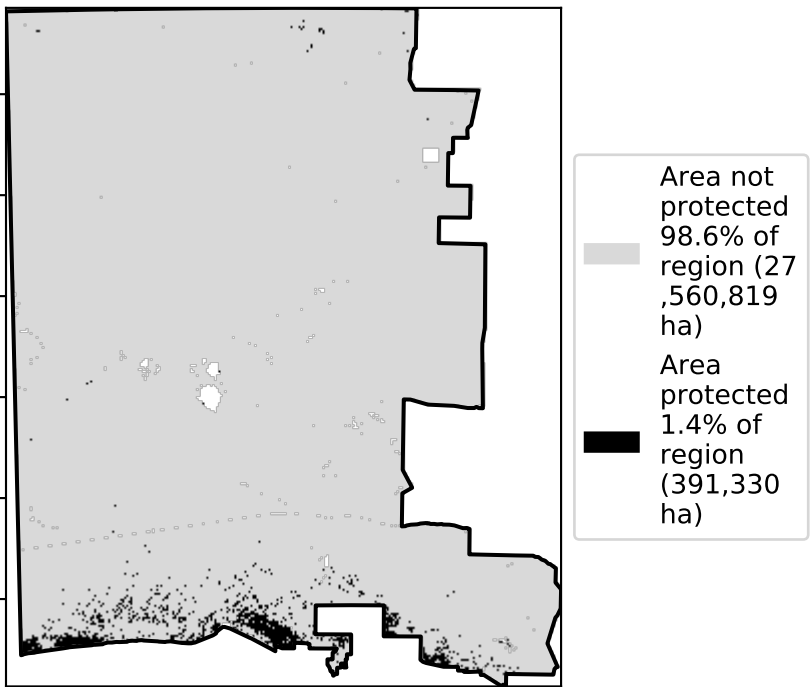 Area not
protected
98.6% of
region (27
,560,819
ha)
Area
protected
1.4% of
region
(391,330
ha)